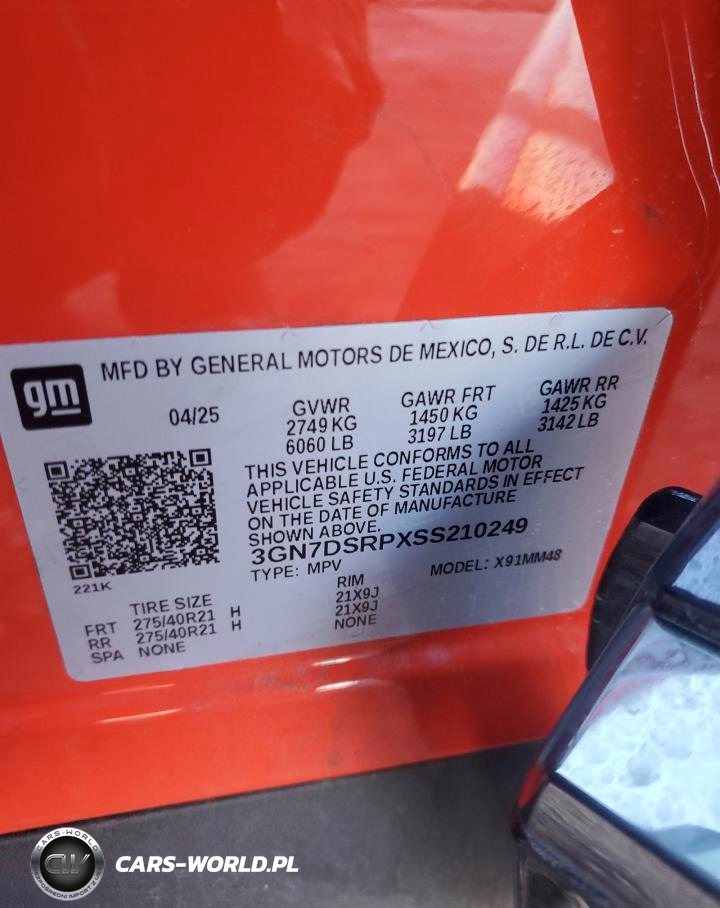 gm
MFD BY GENERAL MOTORS DE MEXICO, S. DE R.L. DE C.V.
04/25
GVWR
2749 KG
6060 LB
GAWR FRT
1450 KG
3197 LB
GAWR RR
1425 KG
3142 LB
THIS VEHICLE CONFORMS TO ALL
APPLICABLE U.S. FEDERAL MOTOR
VEHICLE SAFETY STANDARDS IN EFFECT
ON THE DATE OF MANUFACTURE
SHOWN ABOVE.
3GN7DSRPXSS210249
TYPE: MPV
MODEL: X91MM48
221K
TIRE SIZE
RIM
FRT 275/40R21 H 21X9J
RR 275/40R21 H 21X9J
SPA NONE NONE
CARS-WORLD
CW
CARS-WORLD.PL